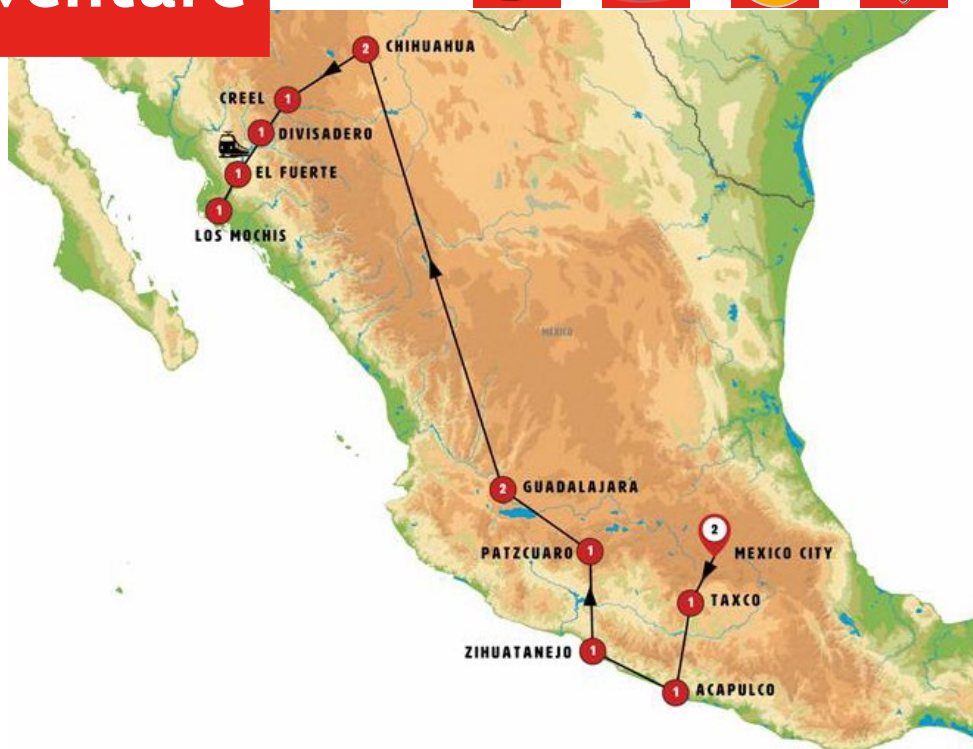 2 CHIHUAHUA
CREEL 1
1 DIVISADERO
1 EL FUERTE
1
LOS MOCHIS
MEXICO
2 GUADALAJARA
2
PATZCUARO 1
MEXICO CITY
1 TAXCO
ZIHUATANEJO 1
1 ACAPULCO